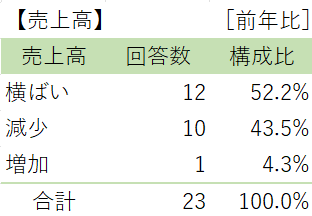 【売上高】 [前年比]
売上高 回答数 構成比
横ばい 12 52.2%
減少 10 43.5%
増加 1 4.3%
合計 23 100.0%